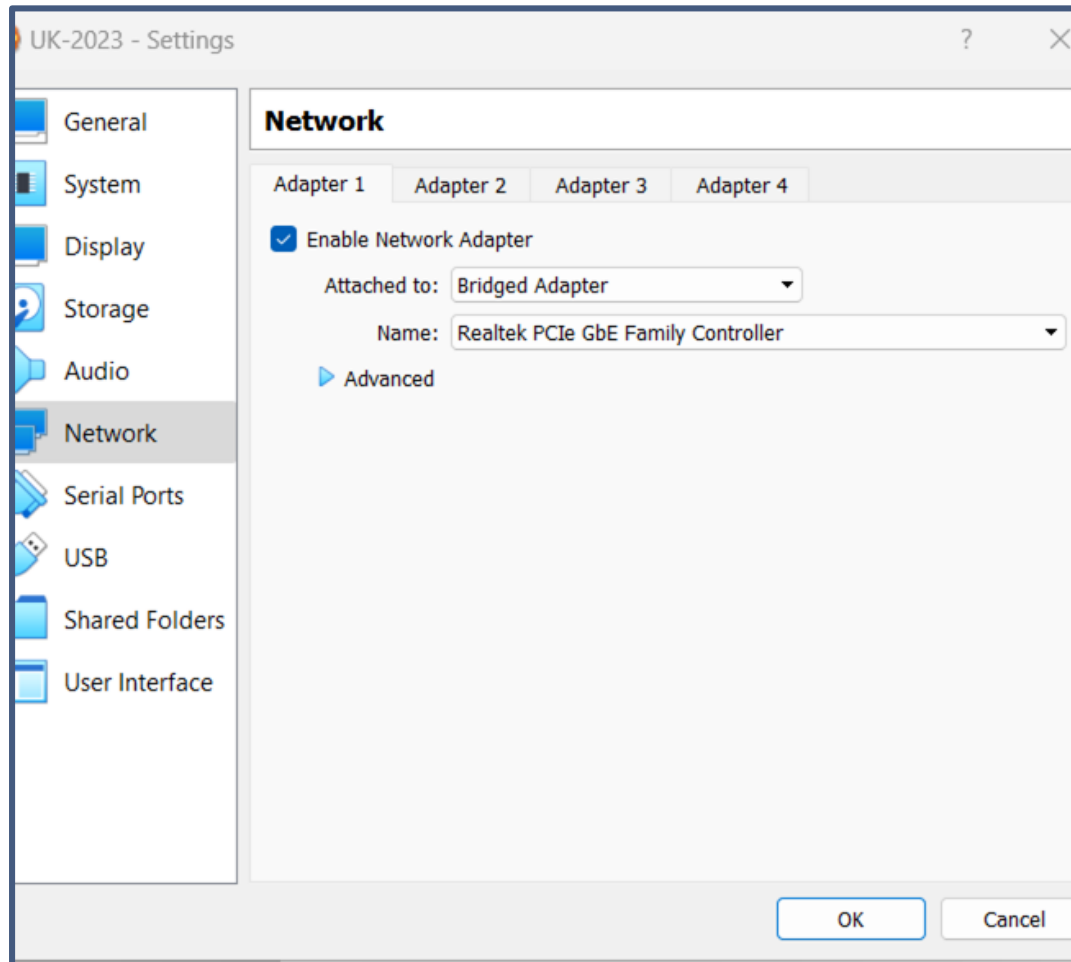 UK-2023 - Settings
?
General
System
Display
Storage
Audio
Network
Serial Ports
USB
Shared Folders
User Interface
Network
Adapter 1 Adapter 2 Adapter 3 Adapter 4
Enable Network Adapter
Attached to: Bridged Adapter
Name: Realtek PCIe GbE Family Controller
Advanced
OK Cancel